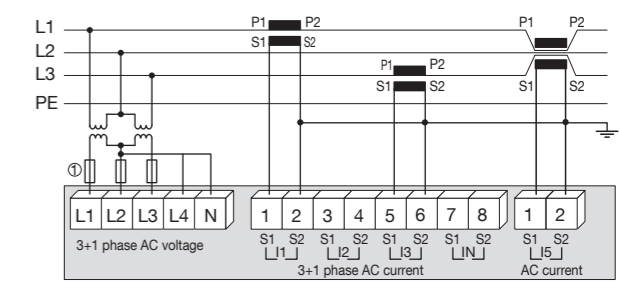 L1 P1 P2 P1 P2
S1 S2
L2
L3 P1 P2
S1 S2 S1 S2
PE
①
L1 L2 L3 L4 N 1 2 3 4 5 6 7 8 1 2
S1 S2 S1 S2 S1 S2 S1 S2 S1 S2
3+1 phase AC voltage I1 I2 I3 IN I5
3+1 phase AC current AC current